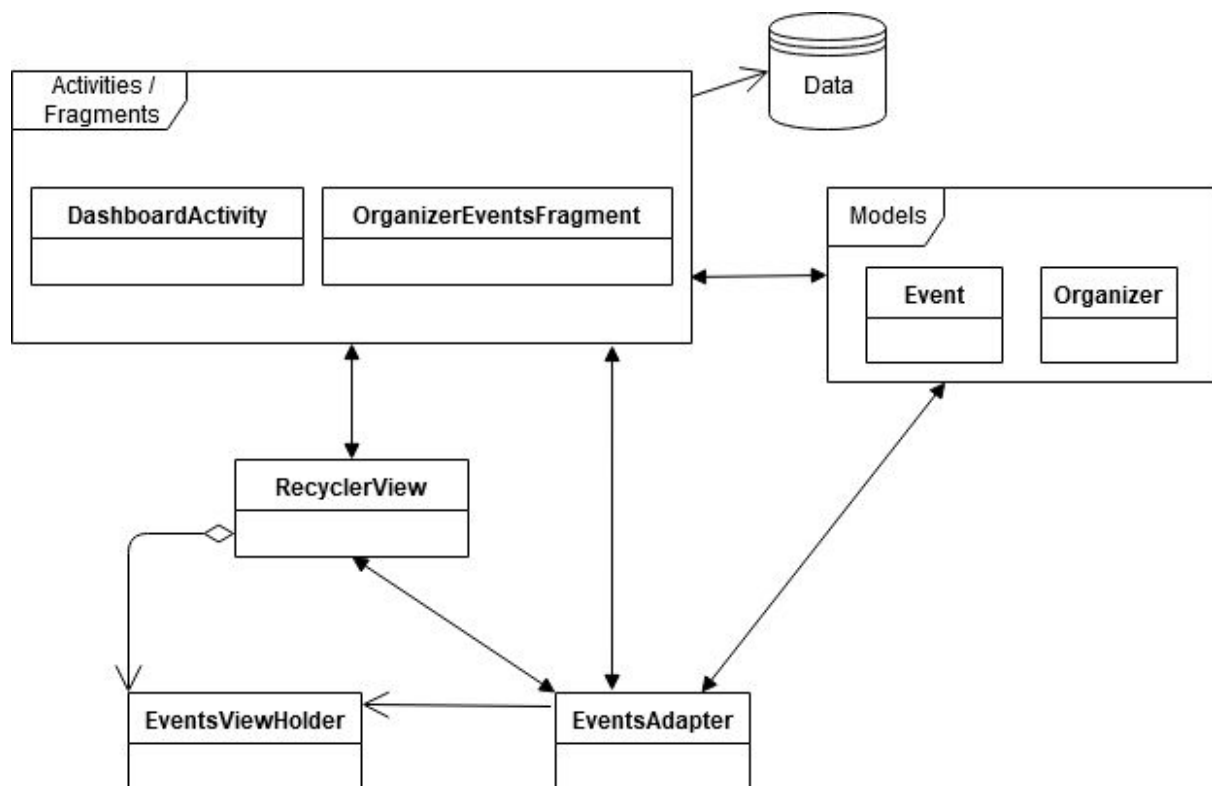 Activities /
Fragments
Data
DashboardActivity
OrganizerEventsFragment
Models
Event
Organizer
RecyclerView
EventsViewHolder
EventsAdapter